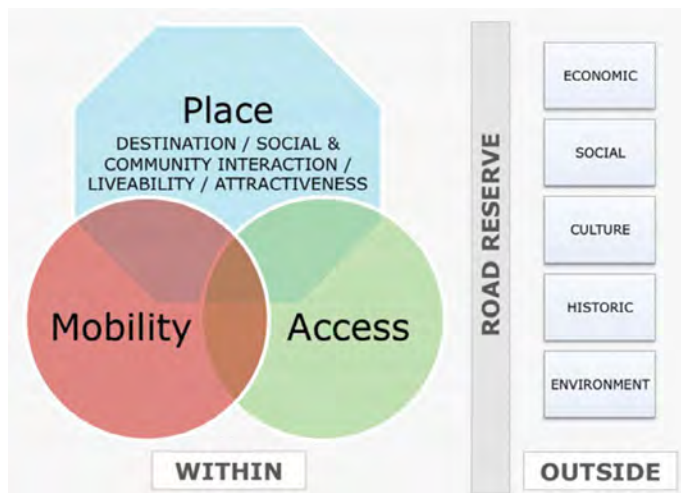 Place
DESTINATION / SOCIAL &
COMMUNITY INTERACTION /
LIVEABILITY / ATTRACTIVENESS
Mobility
Access
WITHIN
ROAD RESERVE
ECONOMIC
SOCIAL
CULTURE
HISTORIC
ENVIRONMENT
OUTSIDE